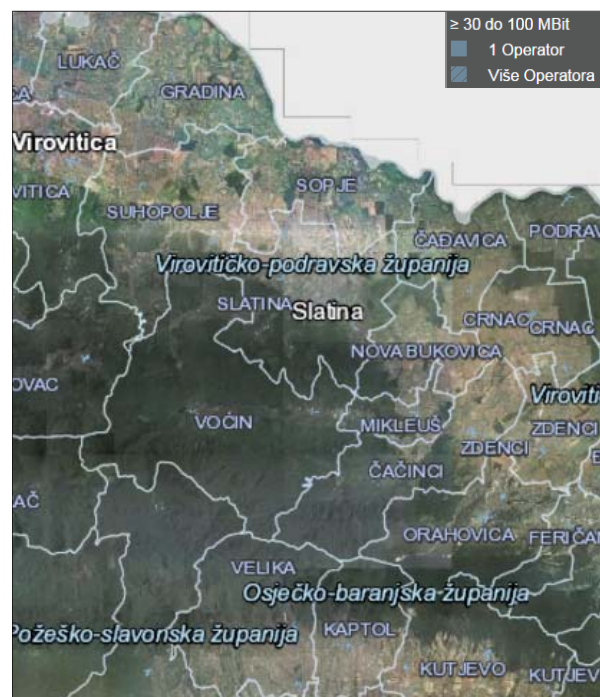 ≥ 30 do 100 MBit
1 Operator
Više Operatora
LUKAČ
GRADINA
CA
Virovitica
VITICA
SUHOPOLJE
SOPJE
ČAĐAVICA
PODRAV
Virovitičko-podravska županija
SLATINA
Slatina
CRNAC
CRNAC
NOVA BUKOVICA
OVAC
Viroviti
VOĆIN
MIKLEUŠ
ZDENCI
ZDENCI
ČAČINCI
AČ
ORAHOVICA
FERIČAN
VELIKA
Osječko-baranjska županija
Požeško-slavonska županija
KAPTOL
KUTJEVO
KUTJEV